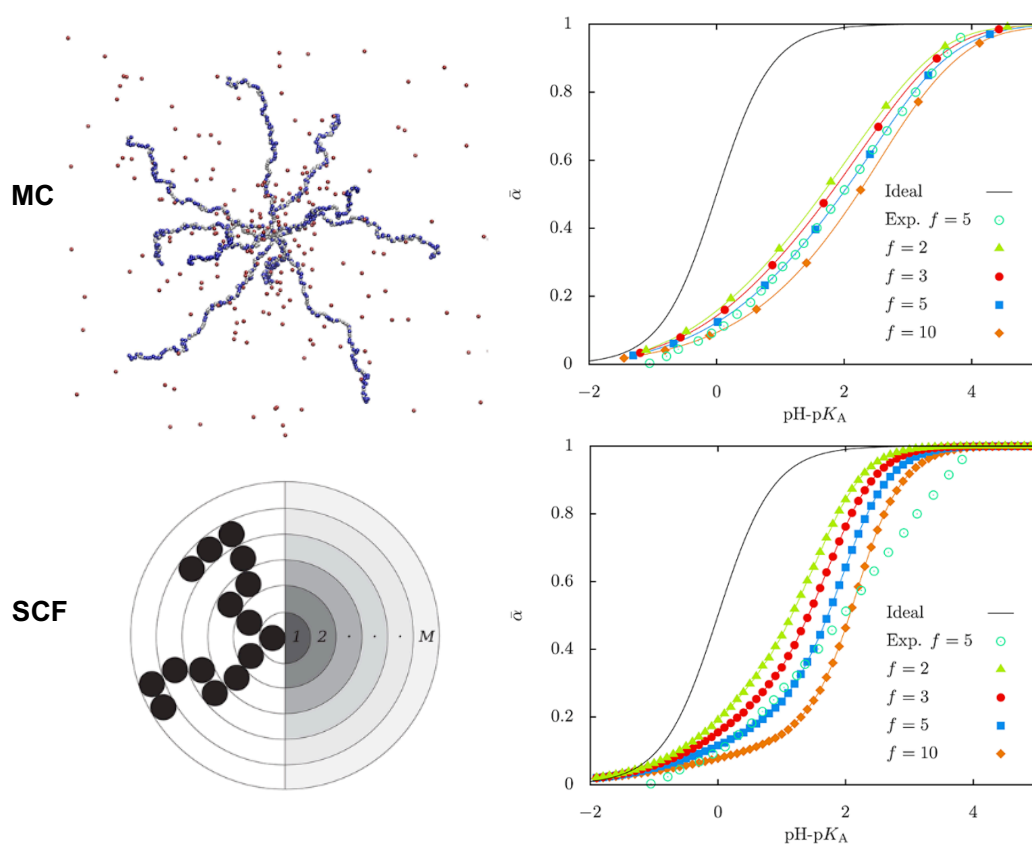 MC
1
0.8
0.6
0.4
0.2
0
ᾱ
Ideal
Exp. f = 5
f = 2
f = 3
f = 5
f = 10
−2
0
2
4
pH-pK_A
SCF
1 2 · · · M
1
0.8
0.6
0.4
0.2
0
ᾱ
Ideal
Exp. f = 5
f = 2
f = 3
f = 5
f = 10
−2
0
2
4
pH-pK_A